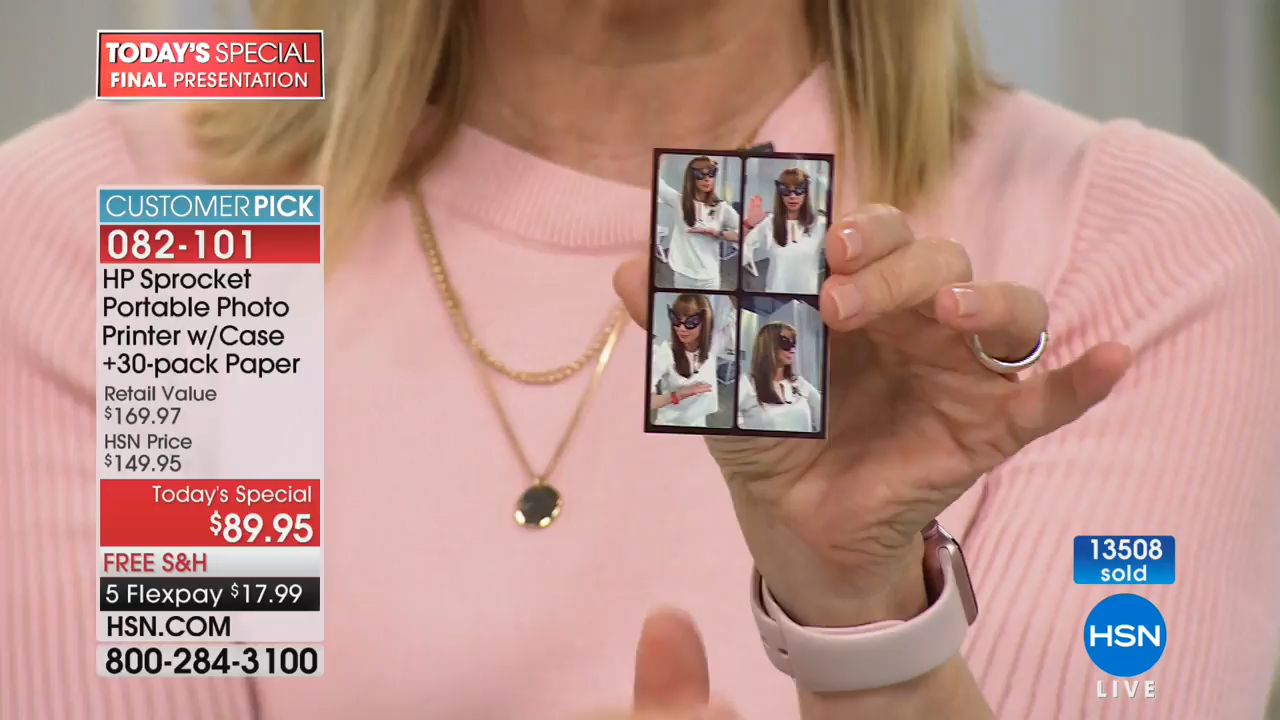 TODAY'S SPECIAL
FINAL PRESENTATION
CUSTOMER PICK
082-101
HP Sprocket
Portable Photo
Printer w/Case
+30-pack Paper
Retail Value
$169.97
HSN Price
$149.95
Today's Special
$89.95
FREE S&H
5 Flexpay $17.99
HSN.COM
800-284-3100
13508
sold
HSN
LIVE